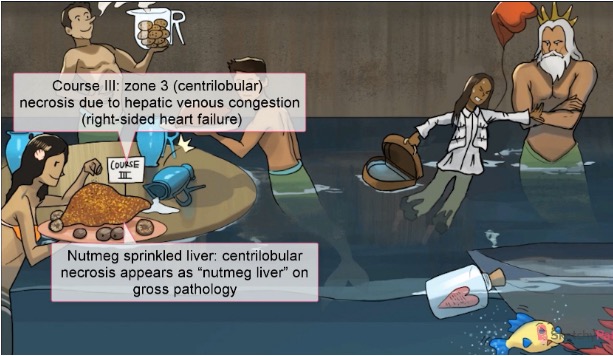 R
Course III: zone 3 (centrilobular)
necrosis due to hepatic venous congestion
(right-sided heart failure)
COURSE
III
Nutmeg sprinkled liver: centrilobular
necrosis appears as “nutmeg liver” on
gross pathology